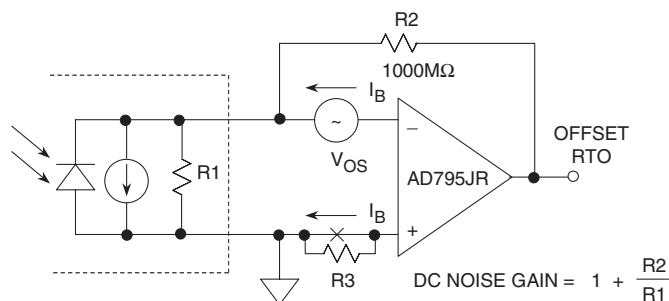 R2
1000MΩ
I_B
~
OFFSET
RTO
R1
V_OS
–
AD795JR
I_B
+
R3
DC NOISE GAIN = 1 + R2/R1